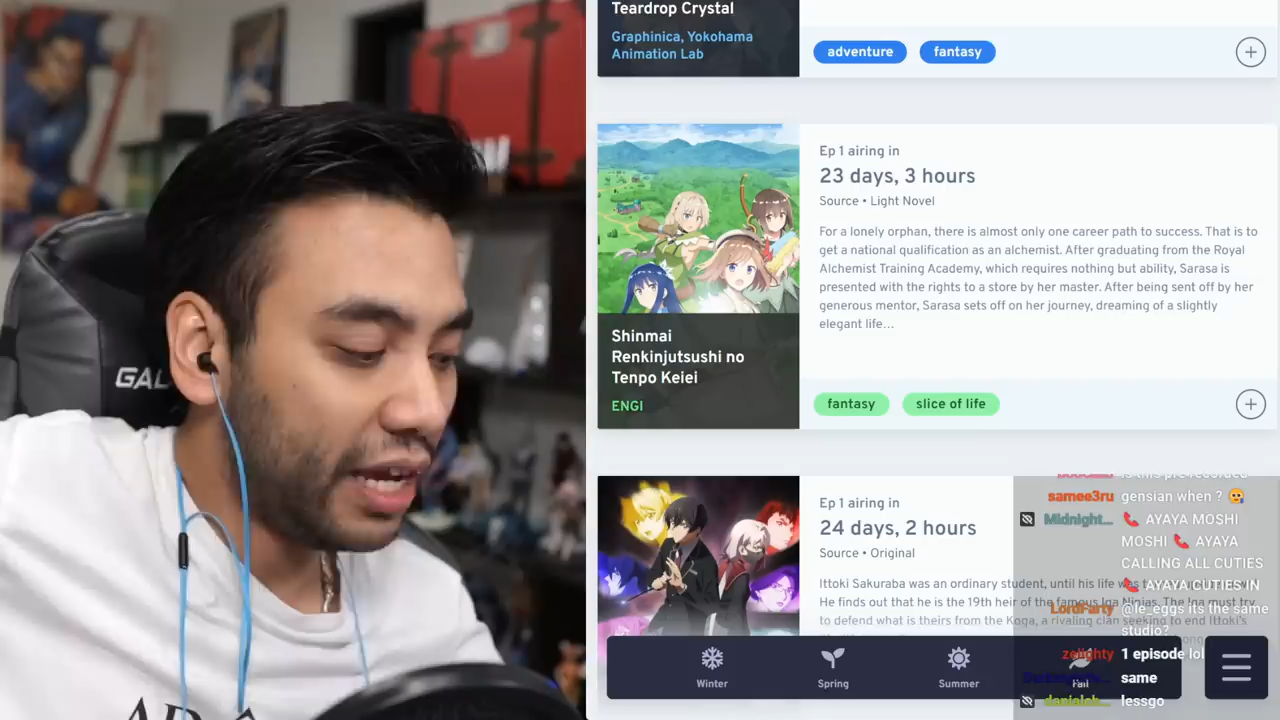 Teardrop Crystal
Graphinica, Yokohama
Animation Lab
adventure
fantasy
Ep 1 airing in
23 days, 3 hours
Source • Light Novel
For a lonely orphan, there is almost only one career path to success. That is to
get a national qualification as an alchemist. After graduating from the Royal
Alchemist Training Academy, which requires nothing but ability, Sarasa is
presented with the rights to a store by her master. After being sent off by her
generous mentor, Sarasa sets off on her journey, dreaming of a slightly
elegant life...
Shinmai
Renkinjutsushi no
Tenpo Keiei
ENGI
fantasy
slice of life
Ep 1 airing in
24 days, 2 hours
Source • Original
Ittoki Sakuraba was an ordinary student, until his life
He finds out that he is the 19th heir of the famous Iga Ninjas. The Iga must try
to defend what is theirs from the Koga, a rivaling clan seeking to end Ittoki's
Winter
Spring
Summer
Fall
is this pre recorded
samee3ru gensian when ?
Midnight... AYAYA MOSHI
MOSHI AYAYA
CALLING ALL CUTIES
AYAYA CUTIES IN
LordFarty @le_eggs its the same
studio?
zelighty 1 episode lol
same
lessgo
GAL